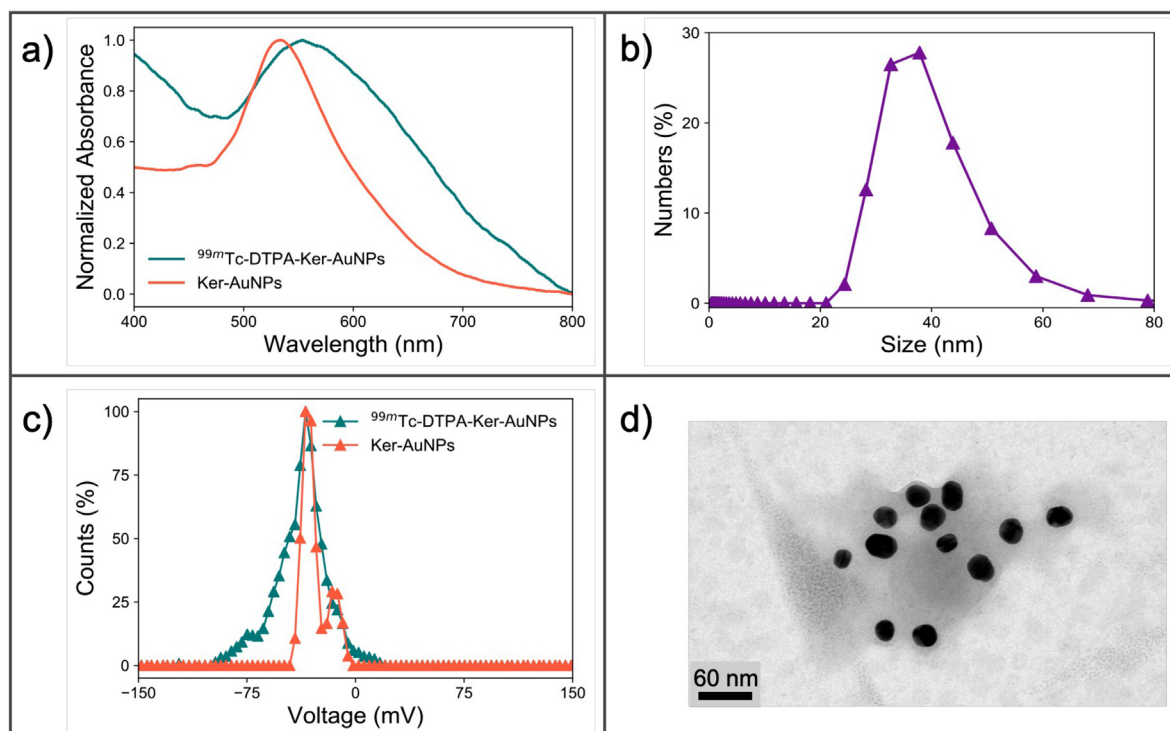 a)
Normalized Absorbance
1.0
0.8
0.6
0.4
0.2
0.0
⁹⁹ᵐTc-DTPA-Ker-AuNPs
Ker-AuNPs
400 500 600 700 800
Wavelength (nm)
b)
Numbers (%)
30
20
10
0
0 20 40 60 80
Size (nm)
c)
Counts (%)
100
75
50
25
0
⁹⁹ᵐTc-DTPA-Ker-AuNPs
Ker-AuNPs
−150 −75 0 75 150
Voltage (mV)
d)
60 nm